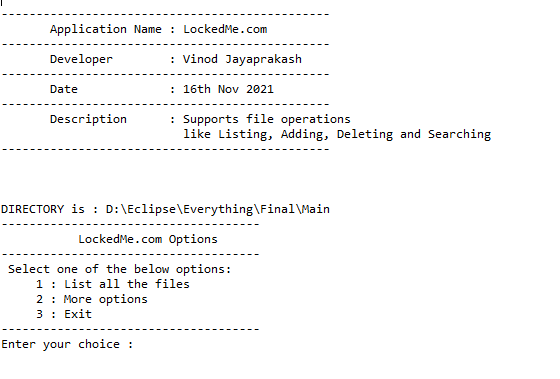 -----------------------------------------------
Application Name : LockedMe.com
-----------------------------------------------
Developer : Vinod Jayaprakash
-----------------------------------------------
Date : 16th Nov 2021
-----------------------------------------------
Description : Supports file operations
like Listing, Adding, Deleting and Searching
-----------------------------------------------
DIRECTORY is : D:\Eclipse\Everything\Final\Main
-------------------------------------
LockedMe.com Options
-------------------------------------
Select one of the below options:
1 : List all the files
2 : More options
3 : Exit
-------------------------------------
Enter your choice :